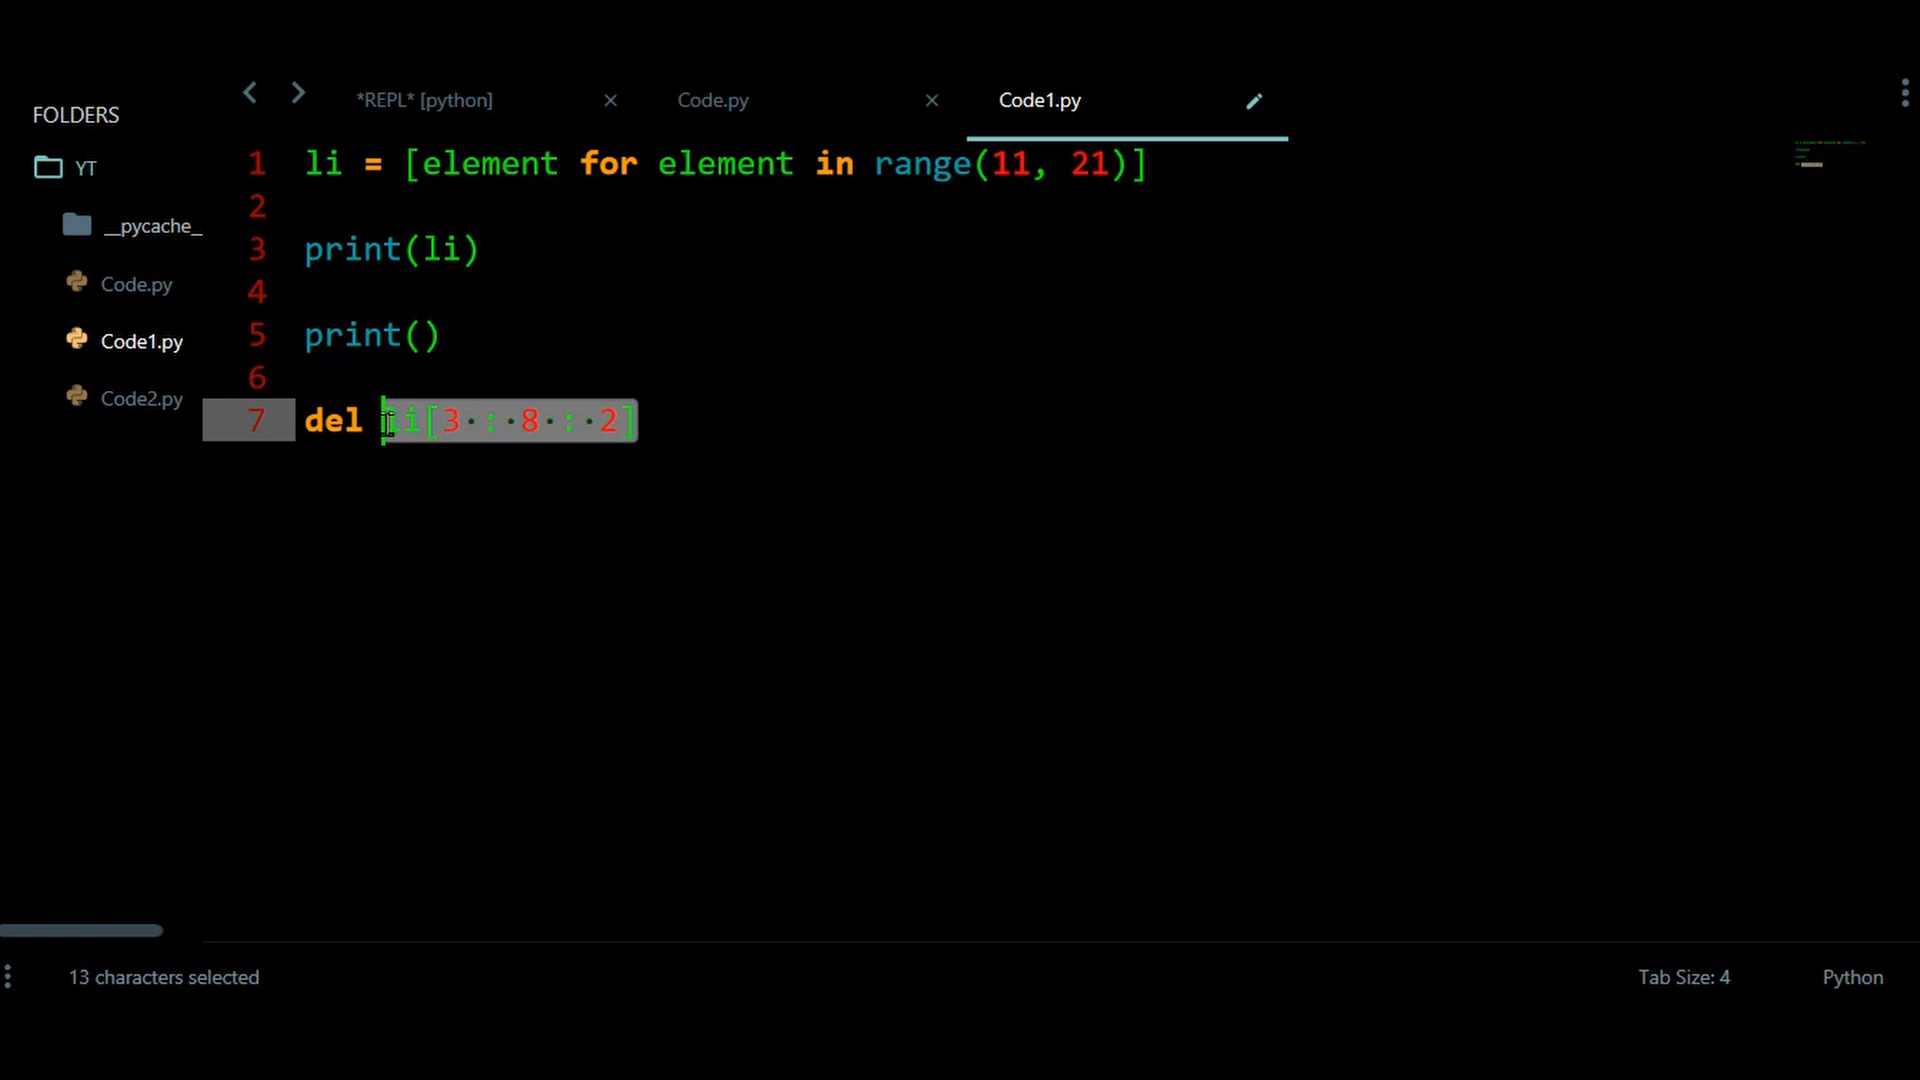 *REPL* [python]
Code.py
Code1.py
FOLDERS
YT
__pycache_
Code.py
Code1.py
Code2.py
1 li = [element for element in range(11, 21)]
2
3 print(li)
4
5 print()
6
7 del li[3 : 8 : 2]
13 characters selected
Tab Size: 4
Python